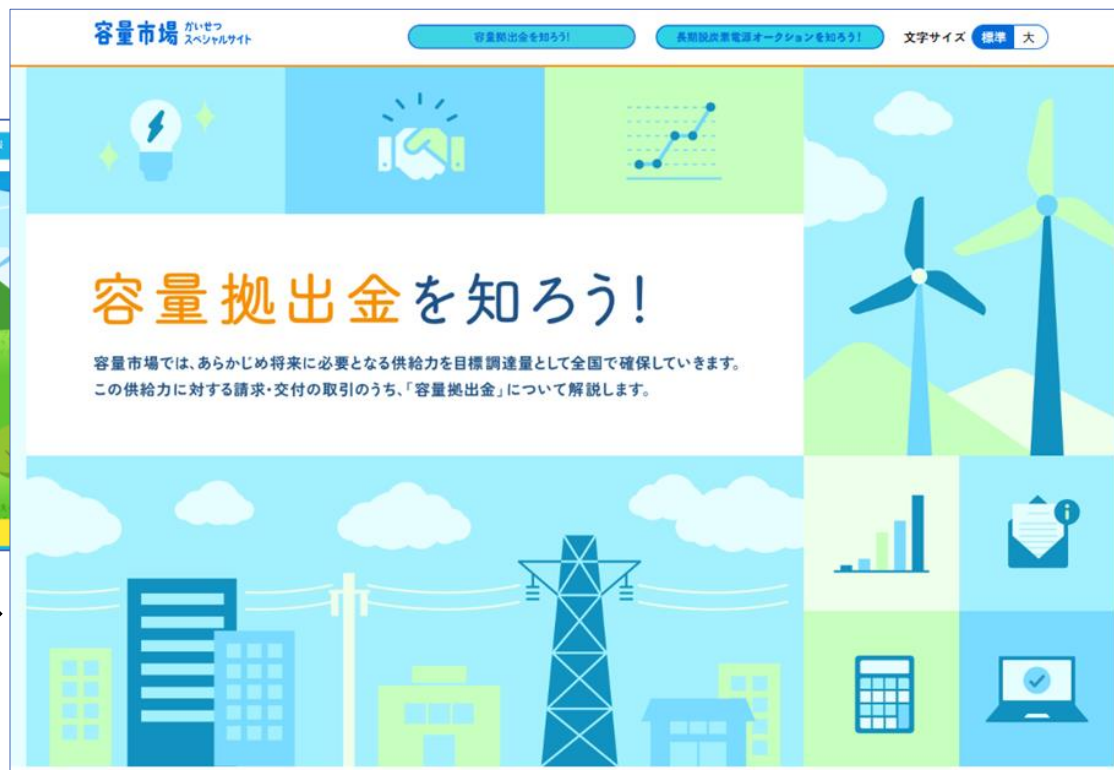 容量市場 かいせつ
スペシャルサイト
容量拠出金を知ろう!
長期脱炭素電源オークションを知ろう!
文字サイズ 標準 大
容量拠出金を知ろう!
容量市場では、あらかじめ将来に必要となる供給力を目標調達量として全国で確保していきます。
この供給力に対する請求・交付の取引のうち、「容量拠出金」について解説します。